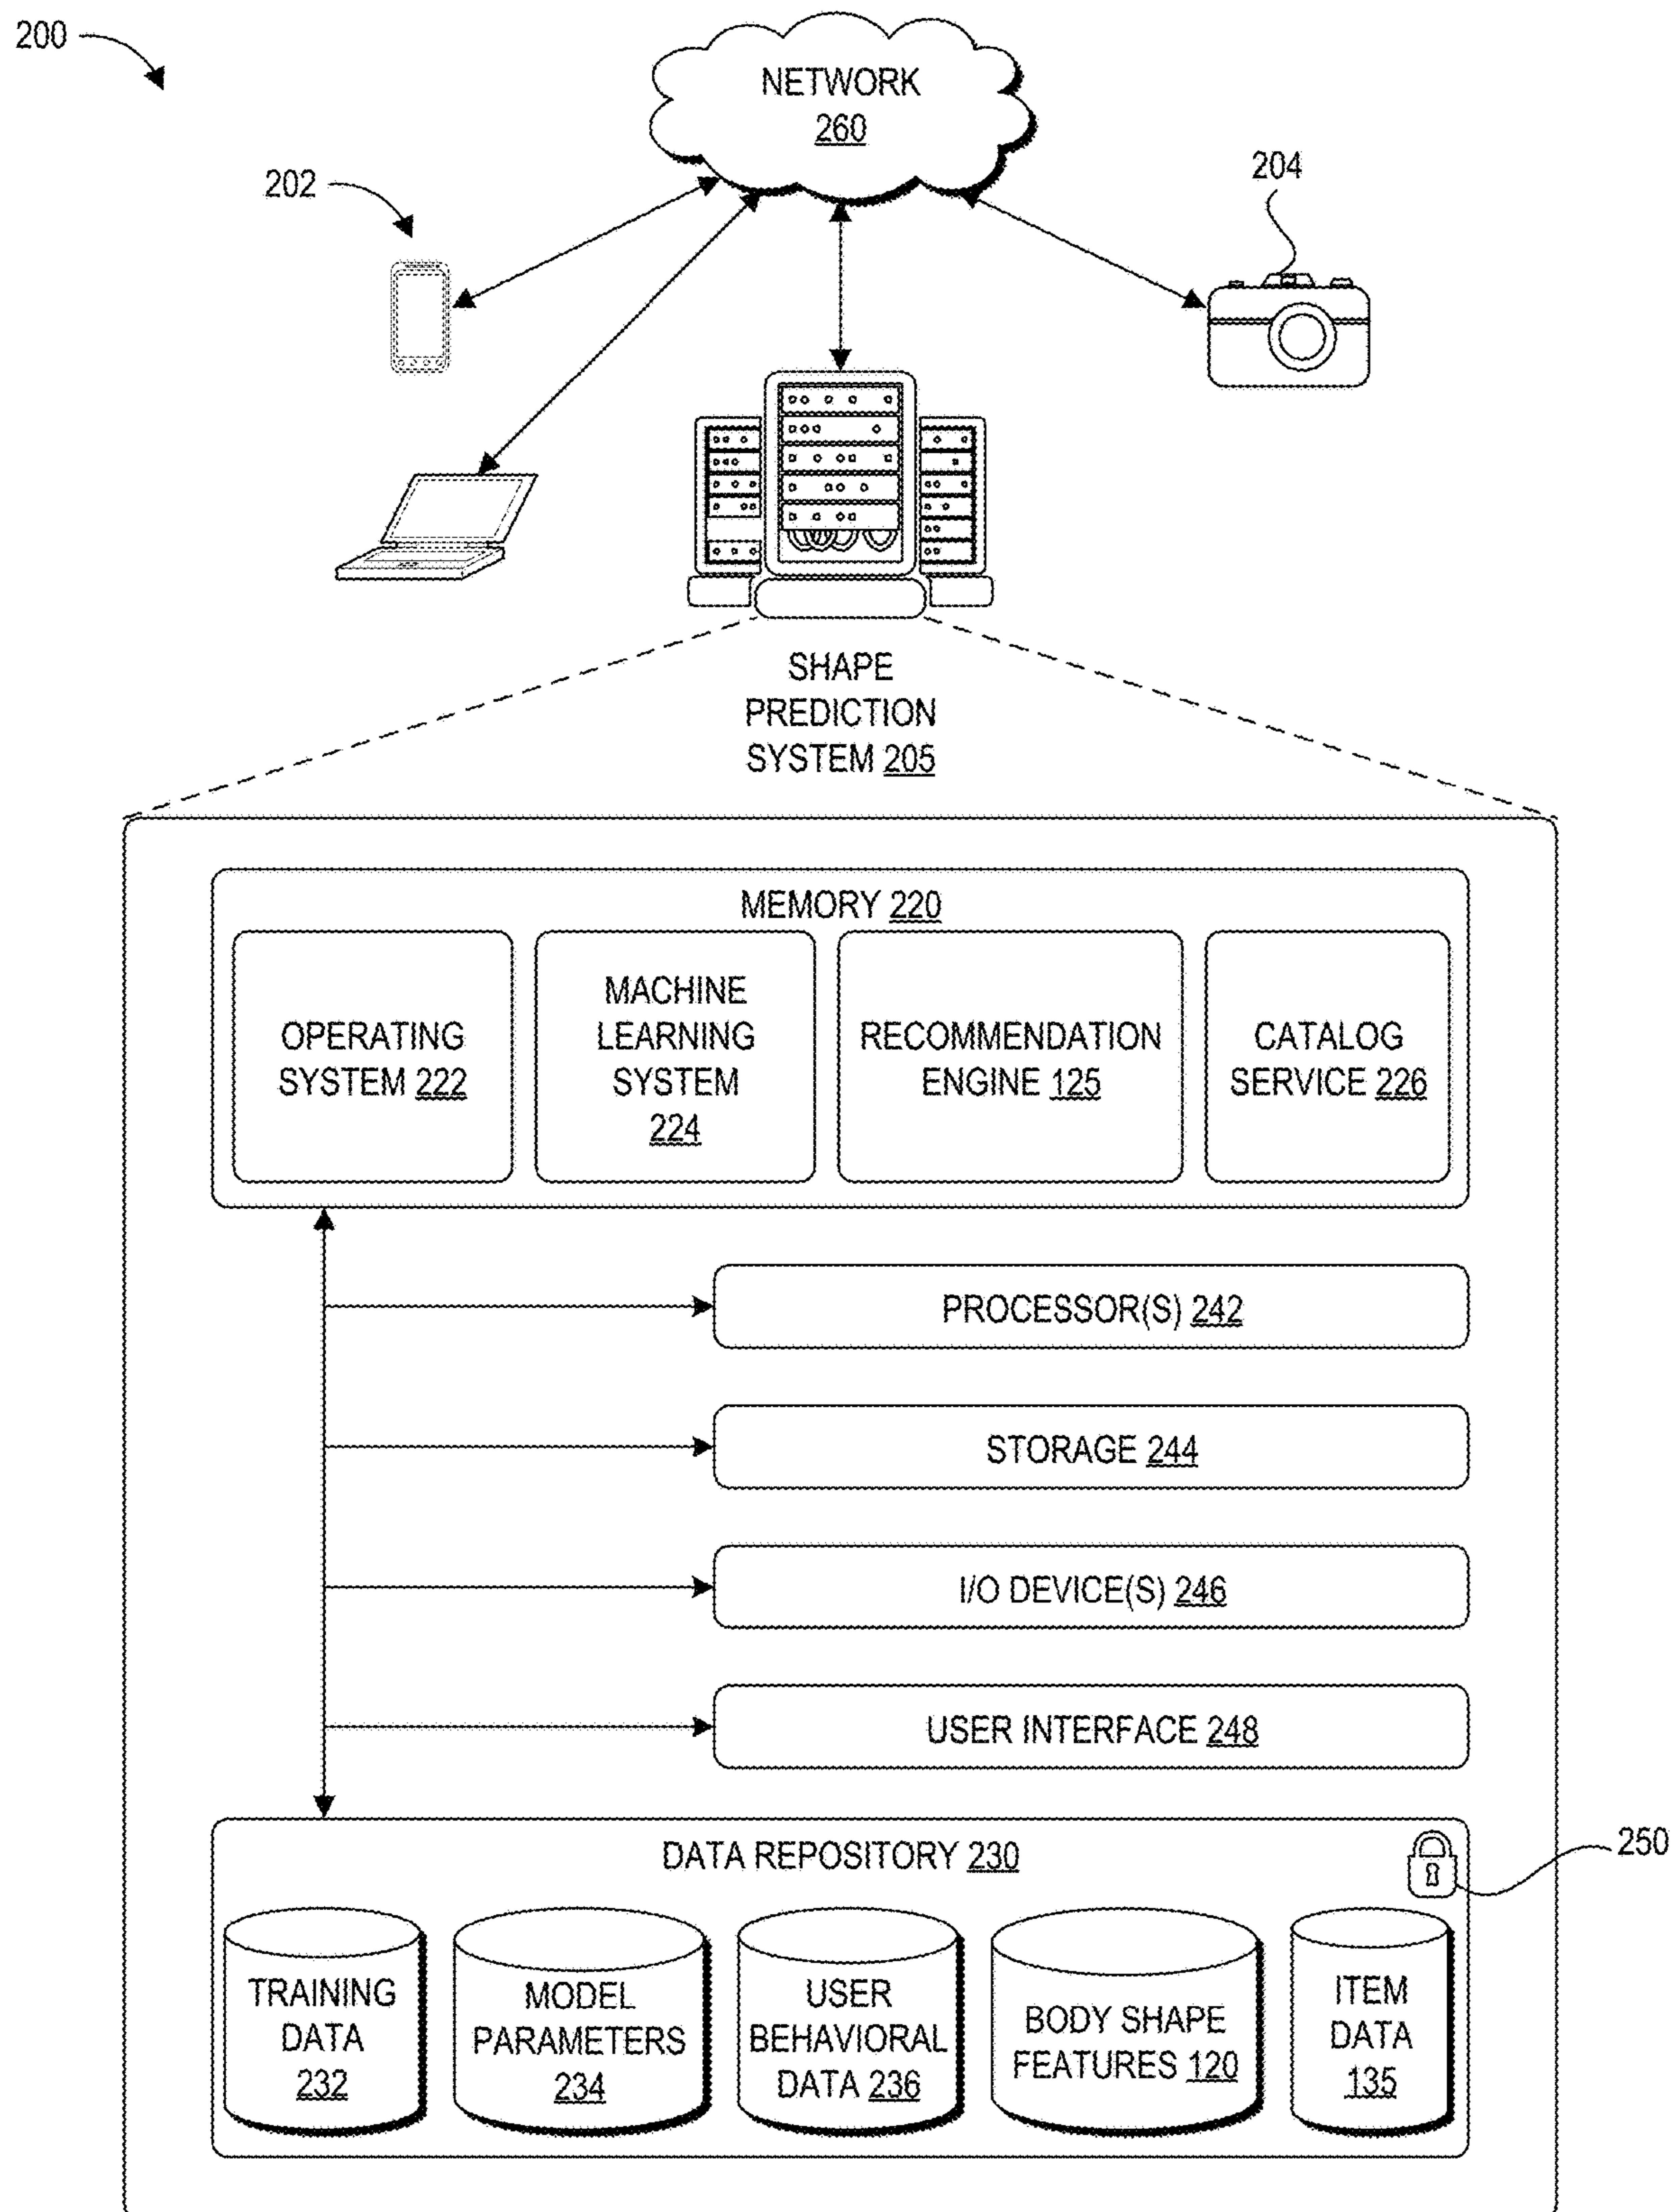 200
NETWORK
260
202
204
SHAPE
PREDICTION
SYSTEM 205
MEMORY 220
OPERATING
SYSTEM 222
MACHINE
LEARNING
SYSTEM
224
RECOMMENDATION
ENGINE 125
CATALOG
SERVICE 226
PROCESSOR(S) 242
STORAGE 244
I/O DEVICE(S) 246
USER INTERFACE 248
DATA REPOSITORY 230
250
TRAINING
DATA
232
MODEL
PARAMETERS
234
USER
BEHAVIORAL
DATA 236
BODY SHAPE
FEATURES 120
ITEM
DATA
135